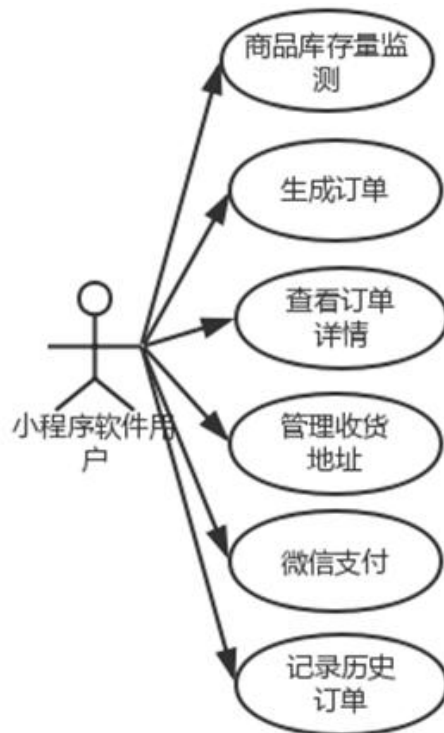 商品库存量监
测
生成订单
查看订单
详情
小程序软件用
户
管理收货
地址
微信支付
记录历史
订单